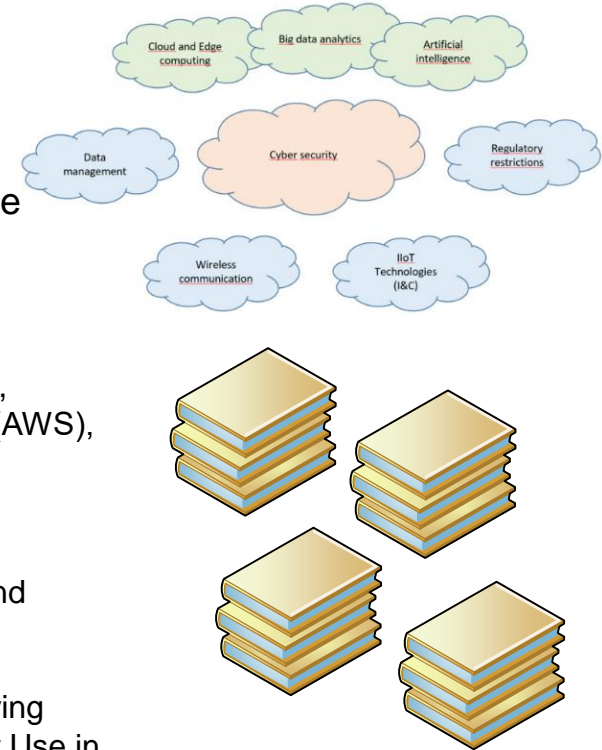 Big data analytics
Cloud and Edge
computing
Artificial
intelligence
Data
management
Cyber security
Regulatory
restrictions
e
Wireless
communication
IIoT
Technologies
(I&C)
,
(AWS),
nd
ing
Use in